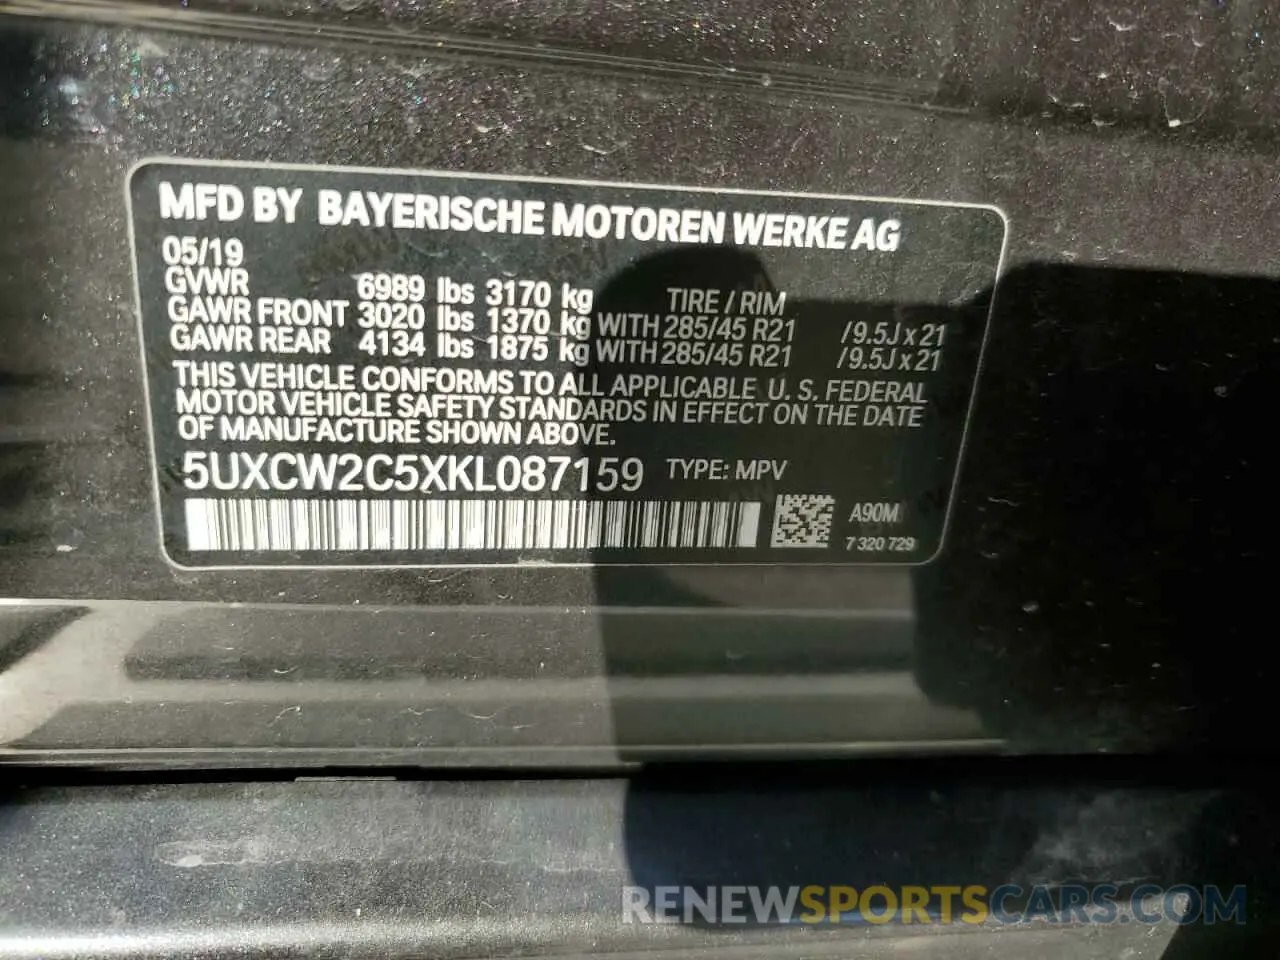 MFD BY BAYERISCHE MOTOREN WERKE AG
05/19
GVWR 6989 lbs 3170 kg TIRE / RIM
GAWR FRONT 3020 lbs 1370 kg WITH 285/45 R21 /9.5J x 21
GAWR REAR 4134 lbs 1875 kg WITH 285/45 R21 /9.5J x 21
THIS VEHICLE CONFORMS TO ALL APPLICABLE U. S. FEDERAL
MOTOR VEHICLE SAFETY STANDARDS IN EFFECT ON THE DATE
OF MANUFACTURE SHOWN ABOVE.
5UXCW2C5XKL087159 TYPE: MPV
A90M
7 320 729
RENEWSPORTSCARS.COM